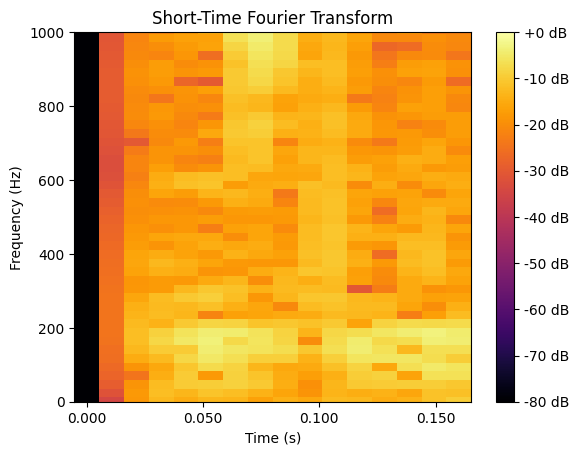 Short-Time Fourier Transform
1000
800
600
400
200
0
Frequency (Hz)
0.000
0.050
0.100
0.150
Time (s)
+0 dB
-10 dB
-20 dB
-30 dB
-40 dB
-50 dB
-60 dB
-70 dB
-80 dB